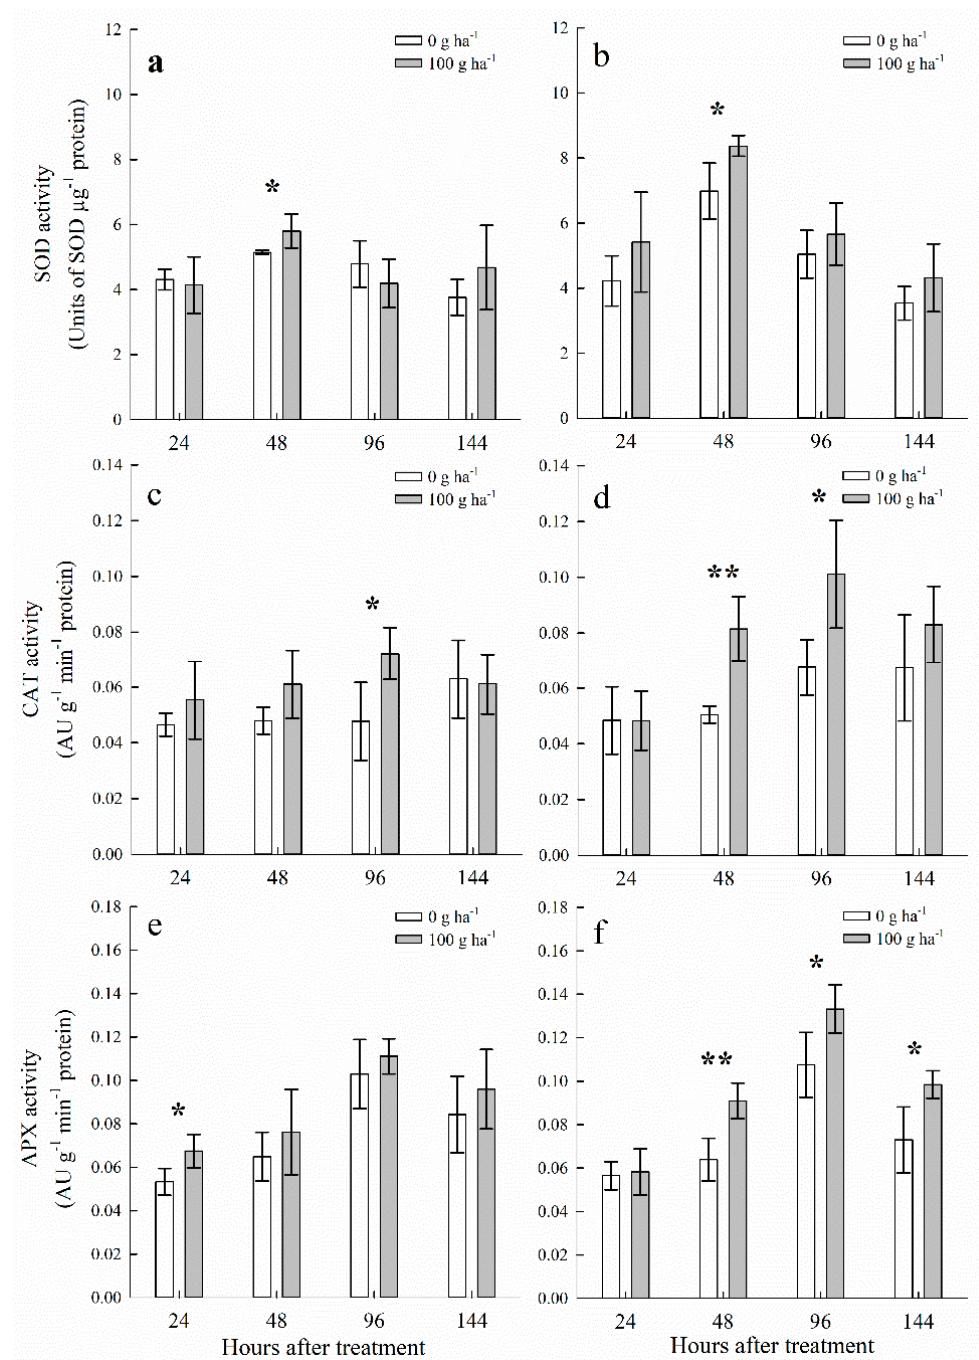 SOD activity
(Units of SOD µg⁻¹ protein)
a
0 g ha⁻¹
100 g ha⁻¹
12
10
8
6
4
2
0
*
24 48 96 144
b
0 g ha⁻¹
100 g ha⁻¹
12
10
8
6
4
2
0
*
24 48 96 144
CAT activity
(AU g⁻¹ min⁻¹ protein)
c
0 g ha⁻¹
100 g ha⁻¹
0.14
0.12
0.10
0.08
0.06
0.04
0.02
0.00
*
24 48 96 144
d
0 g ha⁻¹
100 g ha⁻¹
0.14
0.12
0.10
0.08
0.06
0.04
0.02
0.00
**
*
24 48 96 144
APX activity
(AU g⁻¹ min⁻¹ protein)
e
0 g ha⁻¹
100 g ha⁻¹
0.18
0.16
0.14
0.12
0.10
0.08
0.06
0.04
0.02
0.00
*
24 48 96 144
Hours after treatment
f
0 g ha⁻¹
100 g ha⁻¹
0.18
0.16
0.14
0.12
0.10
0.08
0.06
0.04
0.02
0.00
**
*
*
24 48 96 144
Hours after treatment